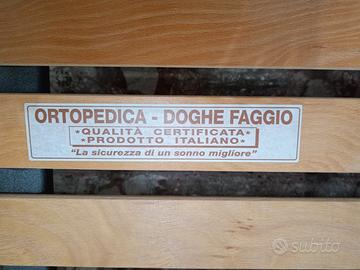 ORTOPEDICA - DOGHE FAGGIO
*QUALITÀ CERTIFICATA*
*PRODOTTO ITALIANO*
"La sicurezza di un sonno migliore"
subito